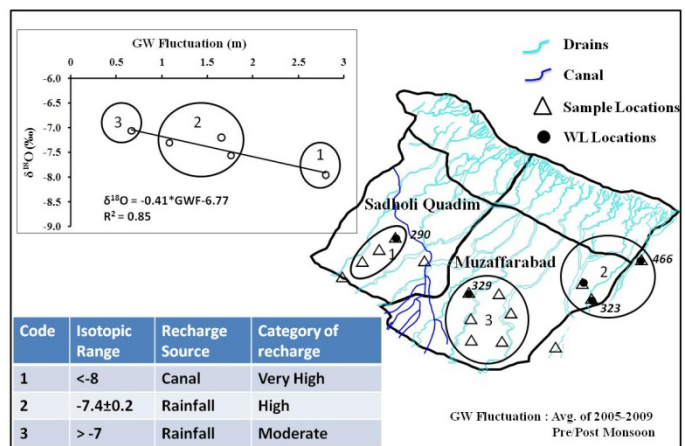 GW Fluctuation (m)
0 0.5 1 1.5 2 2.5 3
-6.0
-6.5
-7.0
-7.5
-8.0
-8.5
-9.0
δ¹⁸O (‰)
3
2
1
δ¹⁸O = -0.41*GWF-6.77
R² = 0.85
Drains
Canal
Sample Locations
WL Locations
Sadholi Quadim
290
1
Muzaffarabad
329
3
2
466
323
Code Isotopic Range Recharge Source Category of recharge
1 <-8 Canal Very High
2 -7.4±0.2 Rainfall High
3 > -7 Rainfall Moderate
GW Fluctuation : Avg. of 2005-2009
Pre/Post Monsoon